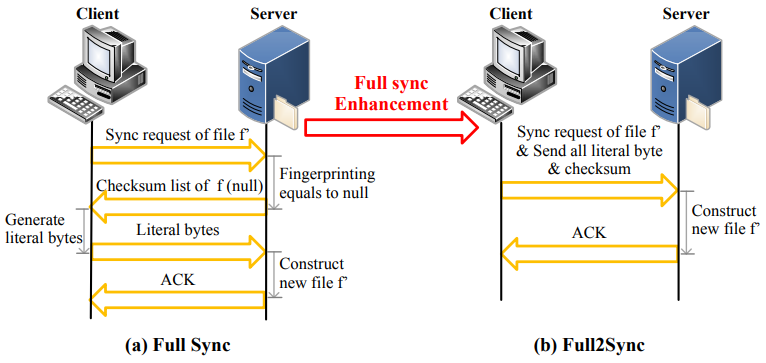 Client
Server
Sync request of file f’
Fingerprinting
equals to null
Checksum list of f (null)
Generate
literal bytes
Literal bytes
Construct
new file f’
ACK
(a) Full Sync
Full sync
Enhancement
Client
Server
Sync request of file f’
& Send all literal byte
& checksum
Construct
new file f’
ACK
(b) Full2Sync